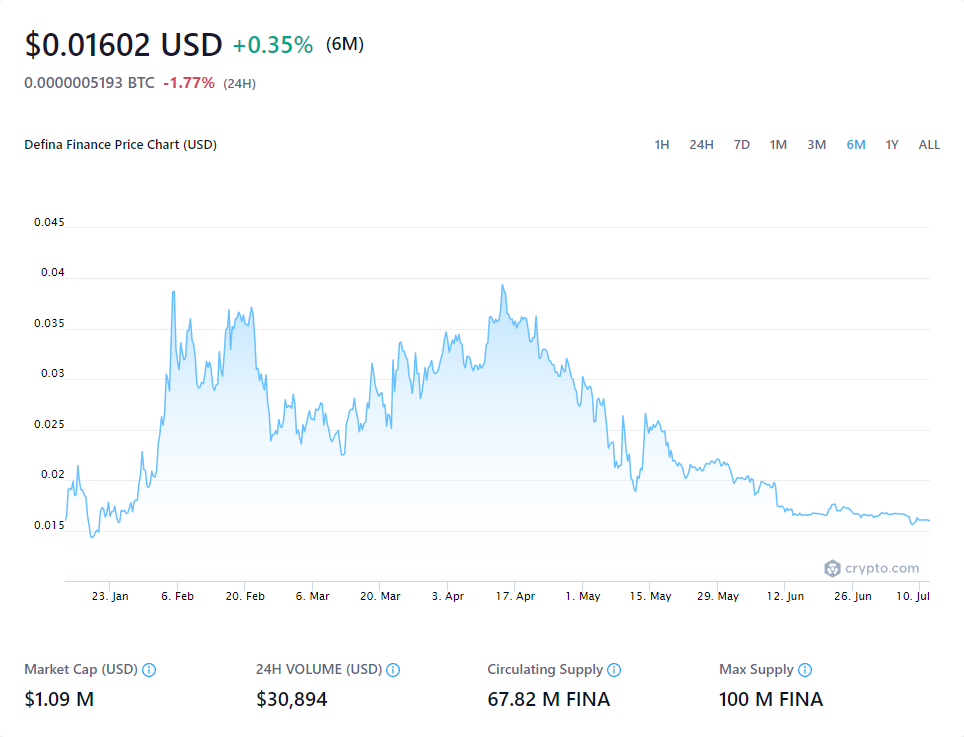 $0.01602 USD +0.35% (6M)
0.0000005193 BTC -1.77% (24H)
Defina Finance Price Chart (USD) 1H 24H 7D 1M 3M 6M 1Y ALL
0.045
0.04
0.035
0.03
0.025
0.02
0.015
crypto.com
23. Jan 6. Feb 20. Feb 6. Mar 20. Mar 3. Apr 17. Apr 1. May 15. May 29. May 12. Jun 26. Jun 10. Jul
Market Cap (USD) 24H VOLUME (USD) Circulating Supply Max Supply
$1.09 M $30,894 67.82 M FINA 100 M FINA